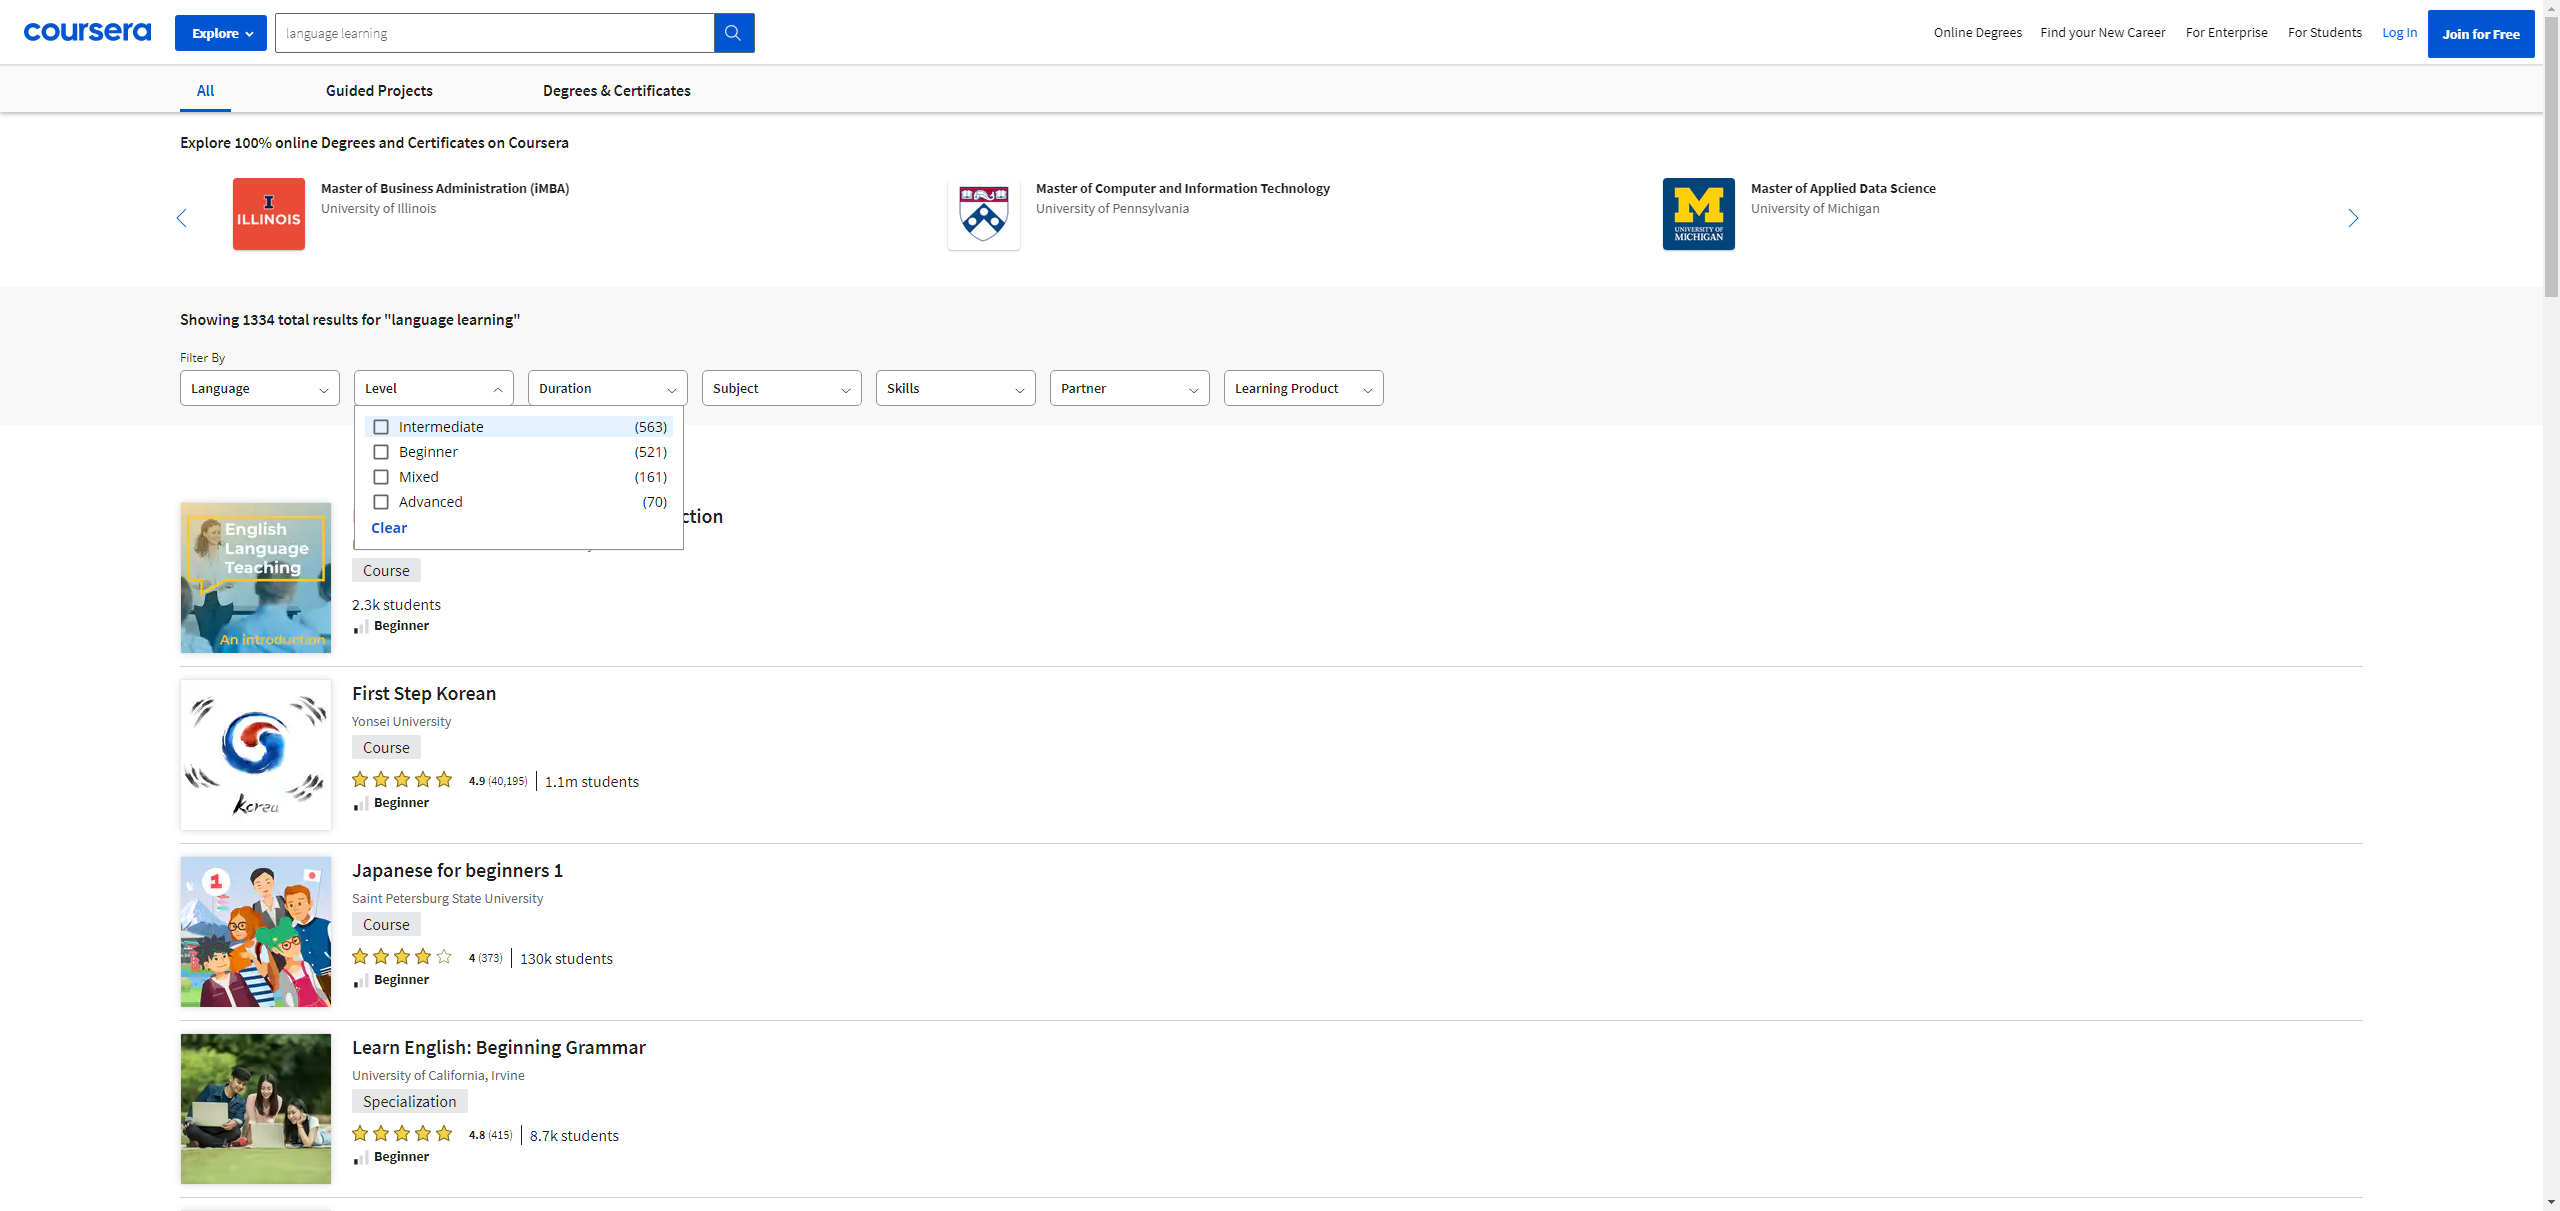 coursera
Explore
language learning
Online Degrees
Find your New Career
For Enterprise
For Students
Log In
Join for Free
All
Guided Projects
Degrees & Certificates
Explore 100% online Degrees and Certificates on Coursera
I
ILLINOIS
Master of Business Administration (iMBA)
University of Illinois
Master of Computer and Information Technology
University of Pennsylvania
M
UNIVERSITY OF
MICHIGAN
Master of Applied Data Science
University of Michigan
Showing 1334 total results for "language learning"
Filter By
Language
Level
Duration
Subject
Skills
Partner
Learning Product
Intermediate (563)
Beginner (521)
Mixed (161)
Advanced (70)
Clear
English
Language
Teaching
An introduction
ction
Course
2.3k students
Beginner
Korea
First Step Korean
Yonsei University
Course
4.9 (40,195) 1.1m students
Beginner
1
Japanese for beginners 1
Saint Petersburg State University
Course
4 (373) 130k students
Beginner
Learn English: Beginning Grammar
University of California, Irvine
Specialization
4.8 (415) 8.7k students
Beginner